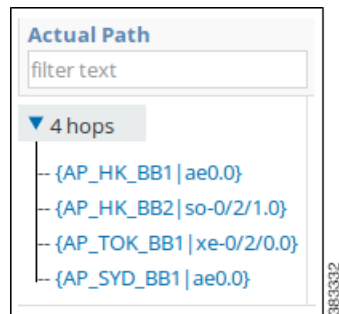 Actual Path
filter text
4 hops
{AP_HK_BB1|ae0.0}
{AP_HK_BB2|so-0/2/1.0}
{AP_TOK_BB1|xe-0/2/0.0}
{AP_SYD_BB1|ae0.0}
383332